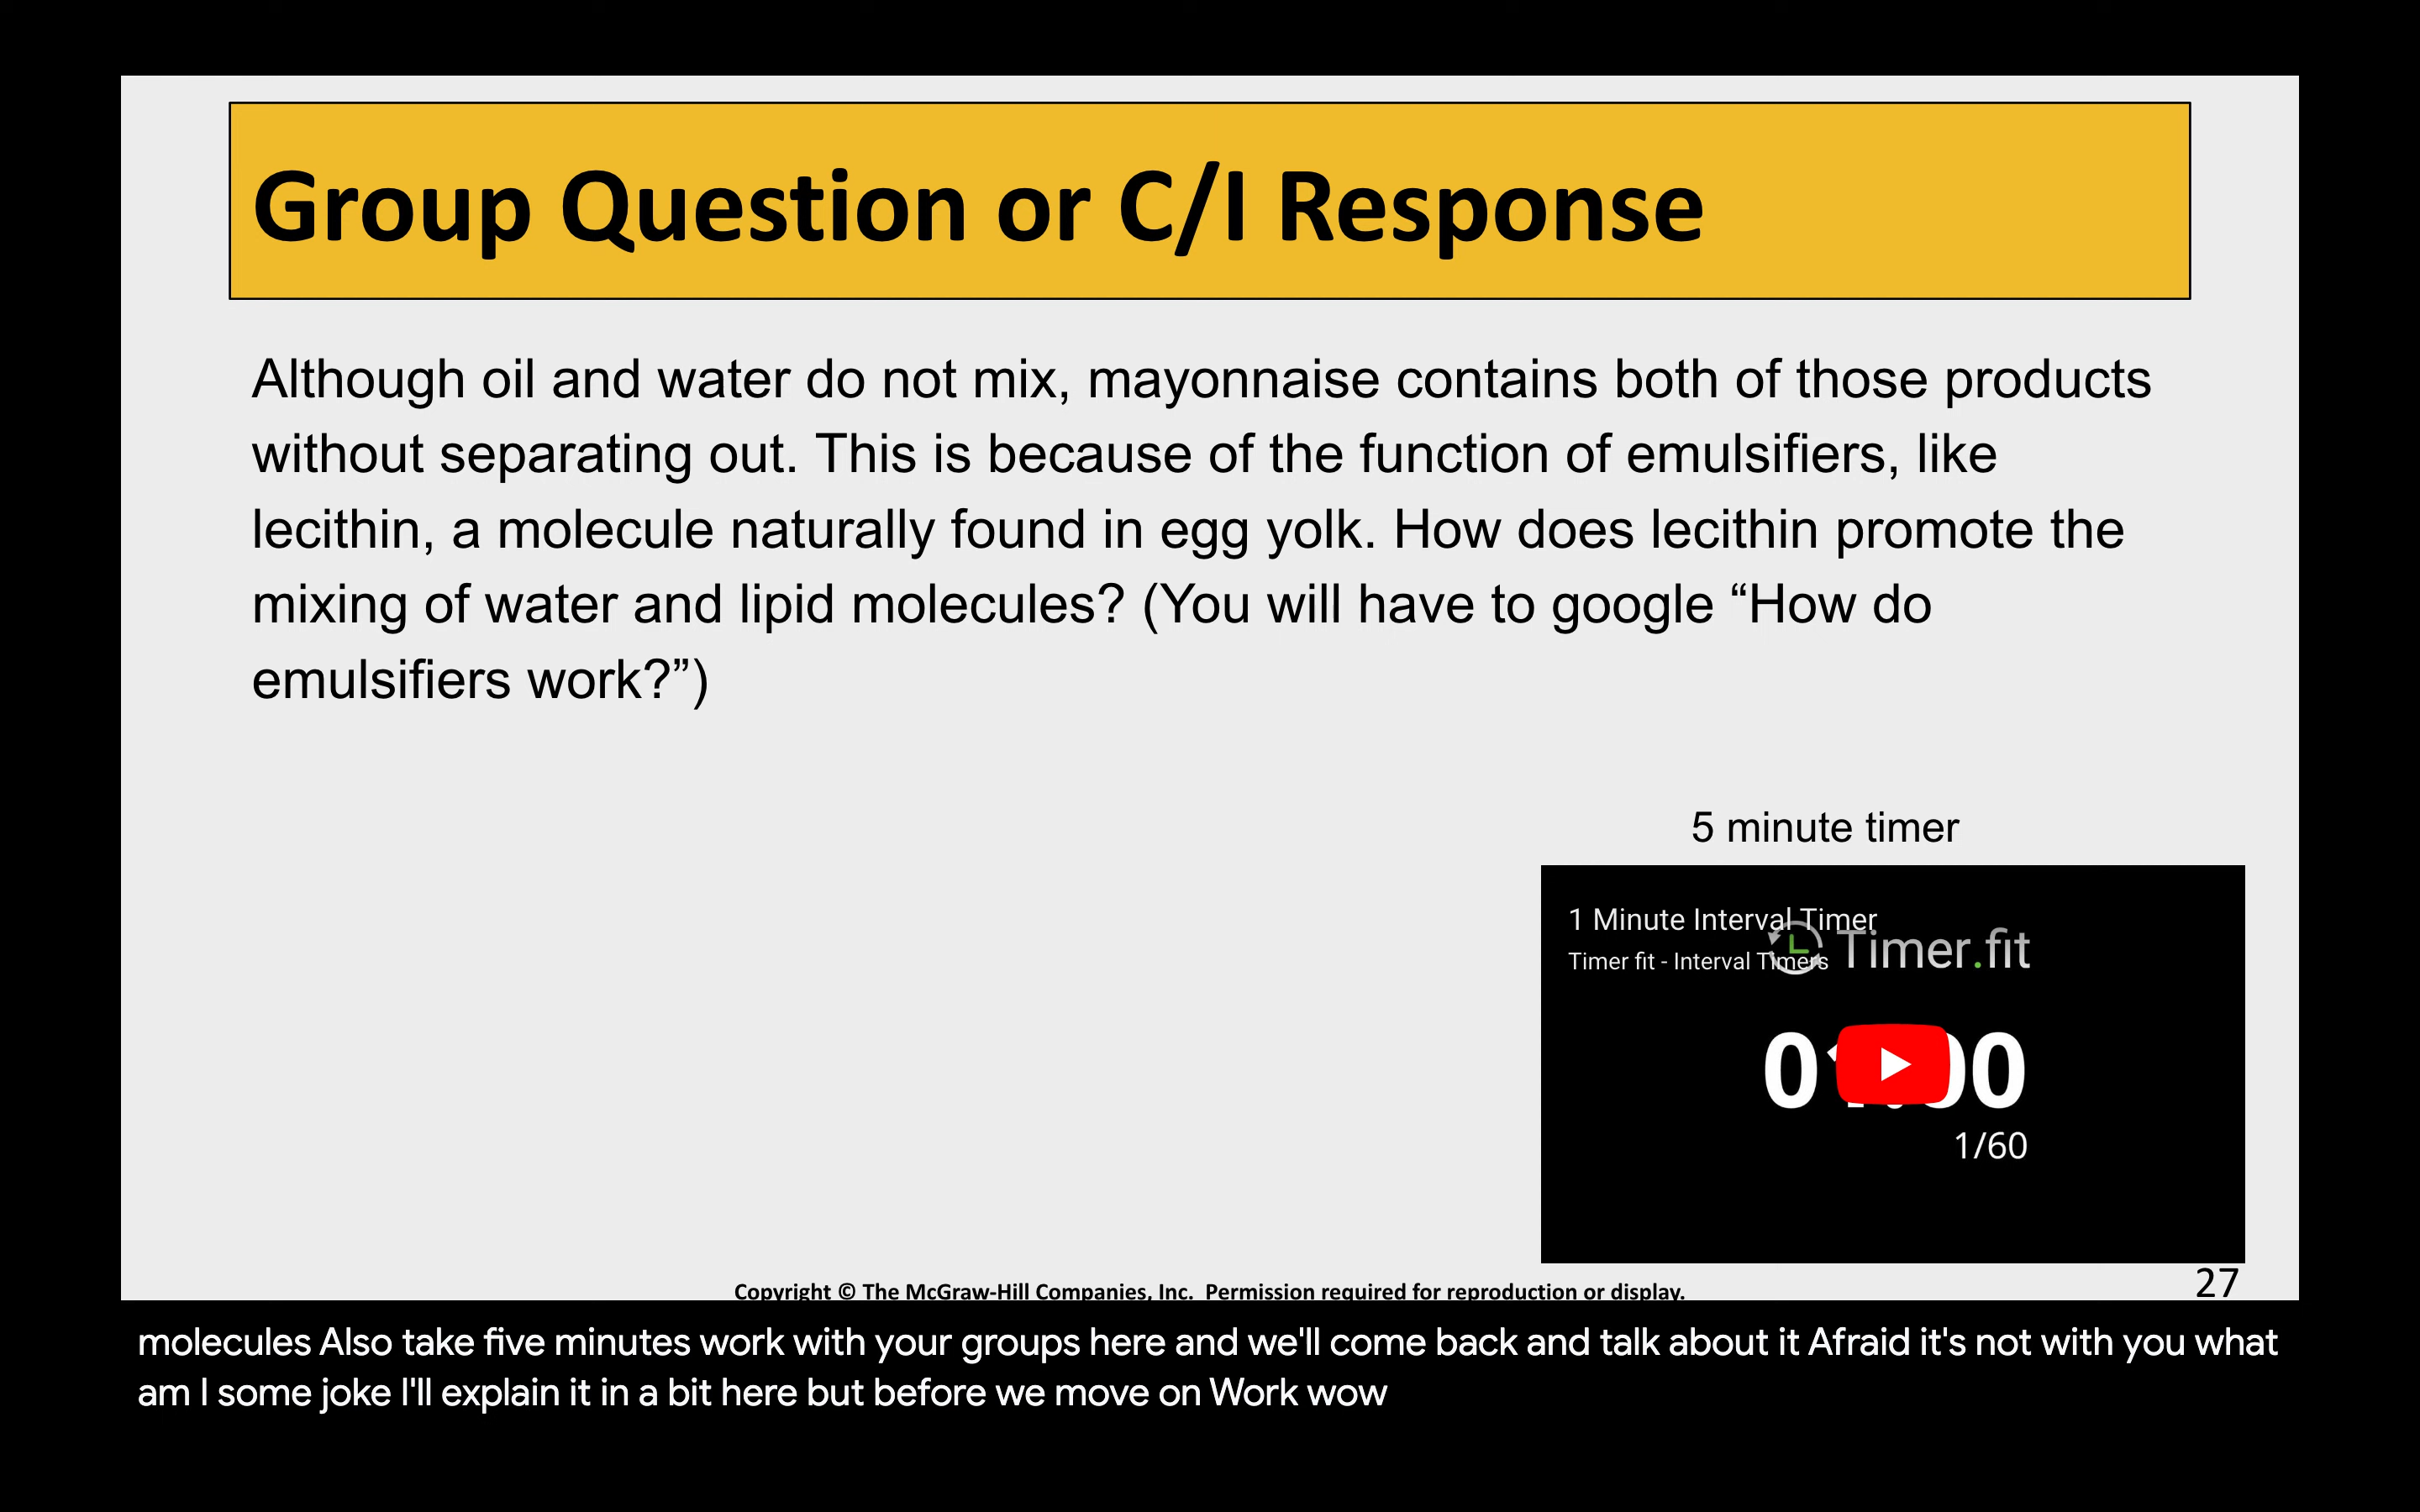 Group Question or C/I Response
Although oil and water do not mix, mayonnaise contains both of those products
without separating out. This is because of the function of emulsifiers, like
lecithin, a molecule naturally found in egg yolk. How does lecithin promote the
mixing of water and lipid molecules? (You will have to google “How do
emulsifiers work?”)
5 minute timer
1 Minute Interval Timer
Timer fit - Interval Timers
Timer.fit
1/60
Copyright © The McGraw-Hill Companies, Inc. Permission required for reproduction or display.
27
molecules Also take five minutes work with your groups here and we'll come back and talk about it Afraid it's not with you what
am I some joke I'll explain it in a bit here but before we move on Work wow